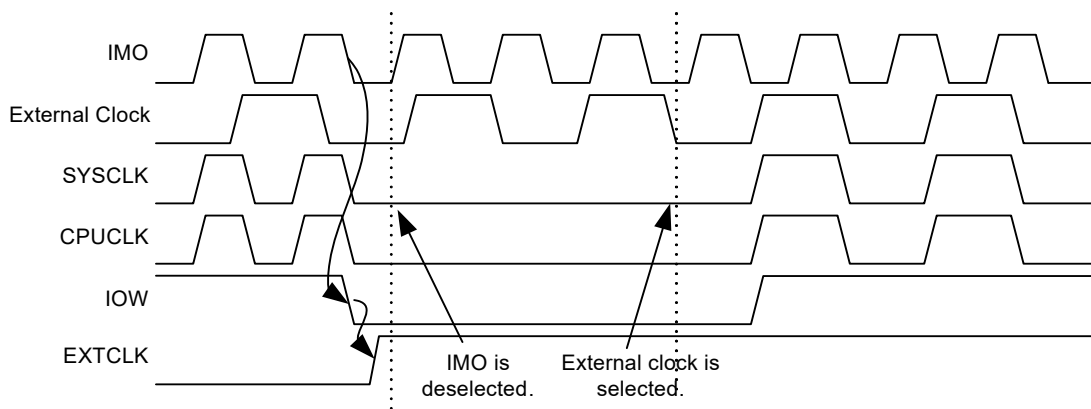 IMO
External Clock
SYSCLK
CPUCLK
IOW
EXTCLK
IMO is
deselected.
External clock is
selected.